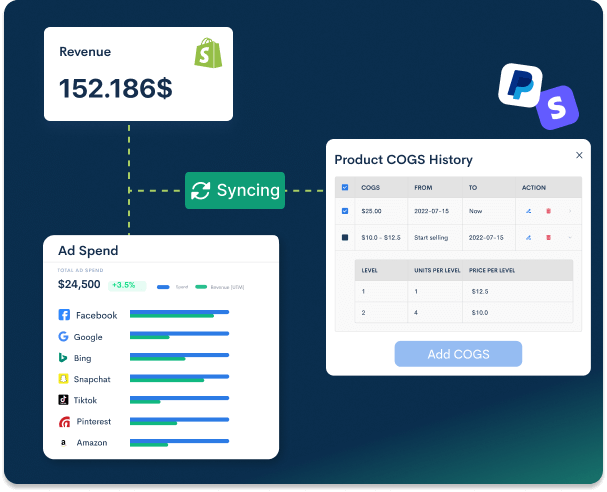 Revenue
152.186$
Syncing
Product COGS History
COGS FROM TO ACTION
$25.00 2022-07-15 Now
$10.0 - $12.5 Start selling 2022-07-15
LEVEL UNITS PER LEVEL PRICE PER LEVEL
1 1 $12.5
2 4 $10.0
Add COGS
Ad Spend
TOTAL AD SPEND
$24,500 +3.5% Spend Revenue (UTM)
Facebook
Google
Bing
Snapchat
Tiktok
Pinterest
Amazon